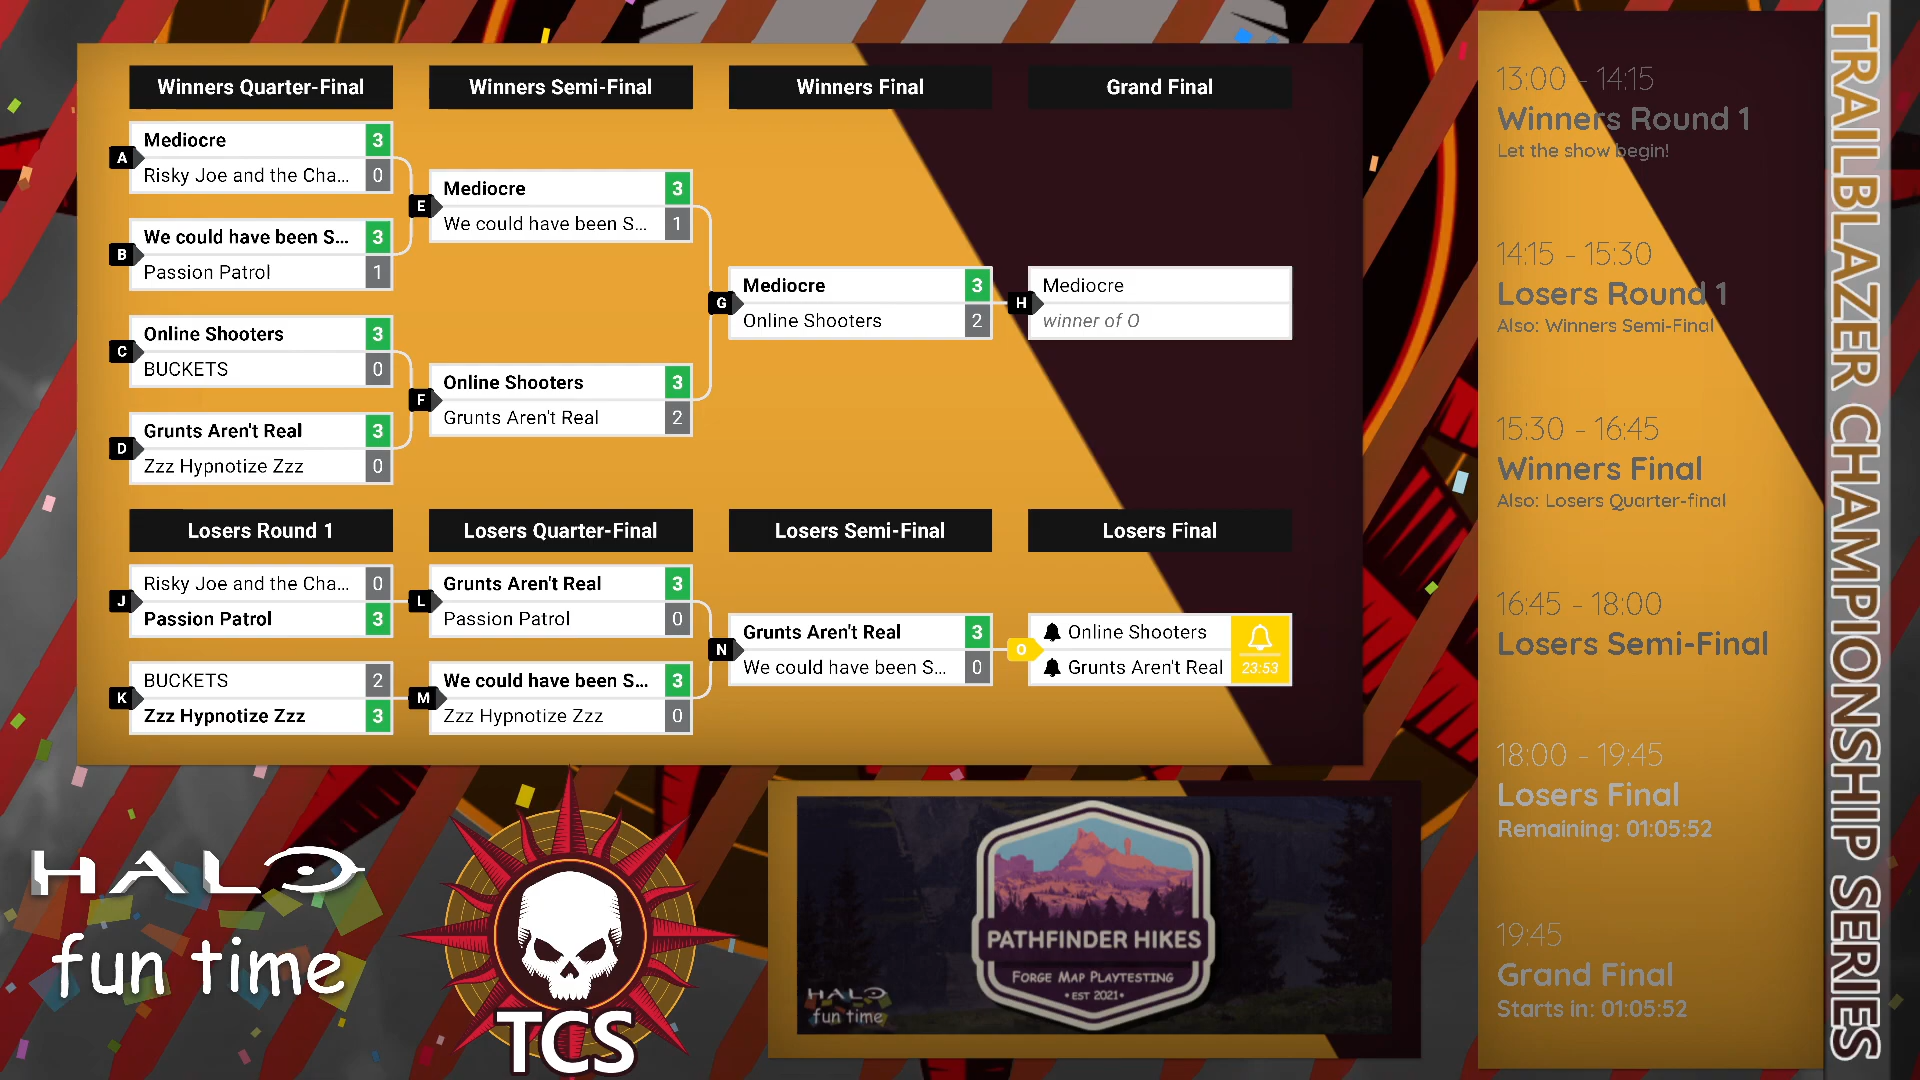 Winners Quarter-Final
Winners Semi-Final
Winners Final
Grand Final
A
Mediocre 3
Risky Joe and the Cha... 0
B
We could have been S... 3
Passion Patrol 1
C
Online Shooters 3
BUCKETS 0
D
Grunts Aren't Real 3
Zzz Hypnotize Zzz 0
E
Mediocre 3
We could have been S... 1
F
Online Shooters 3
Grunts Aren't Real 2
G
Mediocre 3
Online Shooters 2
H
Mediocre
winner of O
Losers Round 1
Losers Quarter-Final
Losers Semi-Final
Losers Final
J
Risky Joe and the Cha... 0
Passion Patrol 3
K
BUCKETS 2
Zzz Hypnotize Zzz 3
L
Grunts Aren't Real 3
Passion Patrol 0
M
We could have been S... 3
Zzz Hypnotize Zzz 0
N
Grunts Aren't Real 3
We could have been S... 0
O
Online Shooters
Grunts Aren't Real
23:53
HALO
fun time
TCS
PATHFINDER HIKES
FORGE MAP PLAYTESTING
• EST 2021 •
HALO
fun time
13:00 - 14:15
Winners Round 1
Let the show begin!
14:15 - 15:30
Losers Round 1
Also: Winners Semi-Final
15:30 - 16:45
Winners Final
Also: Losers Quarter-final
16:45 - 18:00
Losers Semi-Final
18:00 - 19:45
Losers Final
Remaining: 01:05:52
19:45
Grand Final
Starts in: 01:05:52
TRAILBLAZER CHAMPIONSHIP SERIES